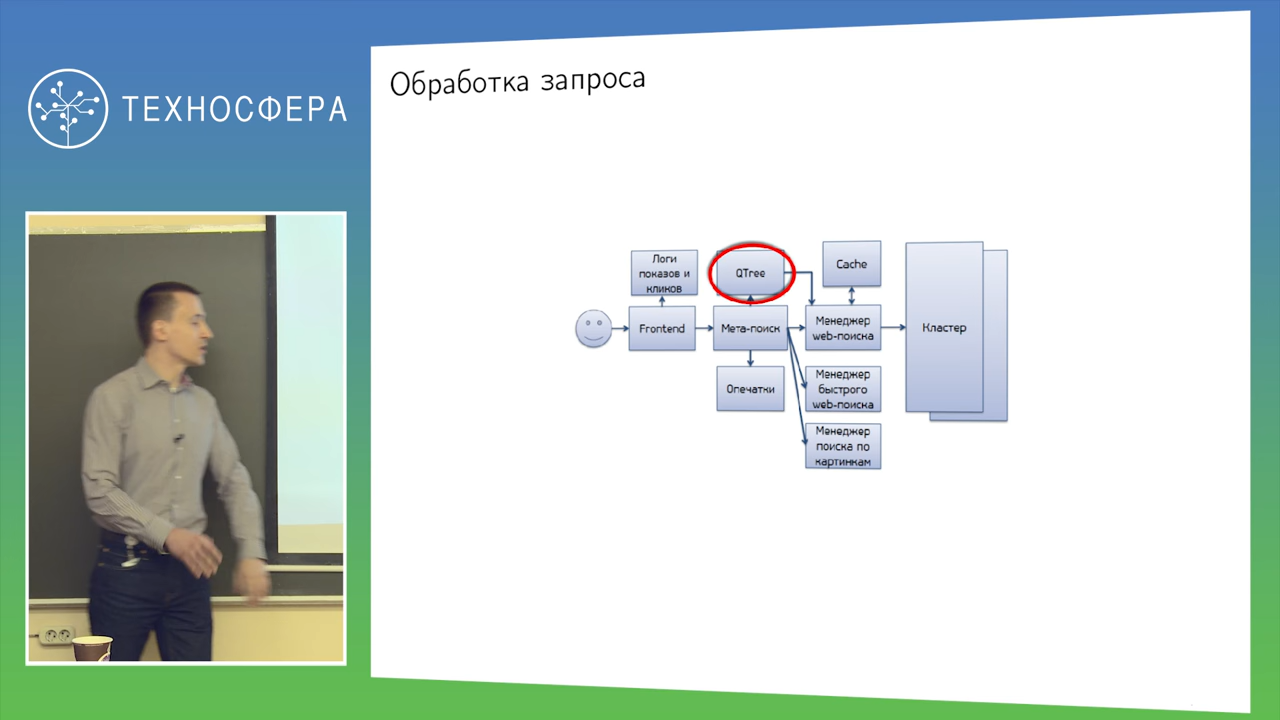 ТЕХНОСФЕРА
Обработка запроса
Логи
показов и
кликов
QTree
Cache
Frontend
Мета-поиск
Менеджер
web-поиска
Кластер
Опечатки
Менеджер
быстрого
web-поиска
Менеджер
поиска по
картинкам